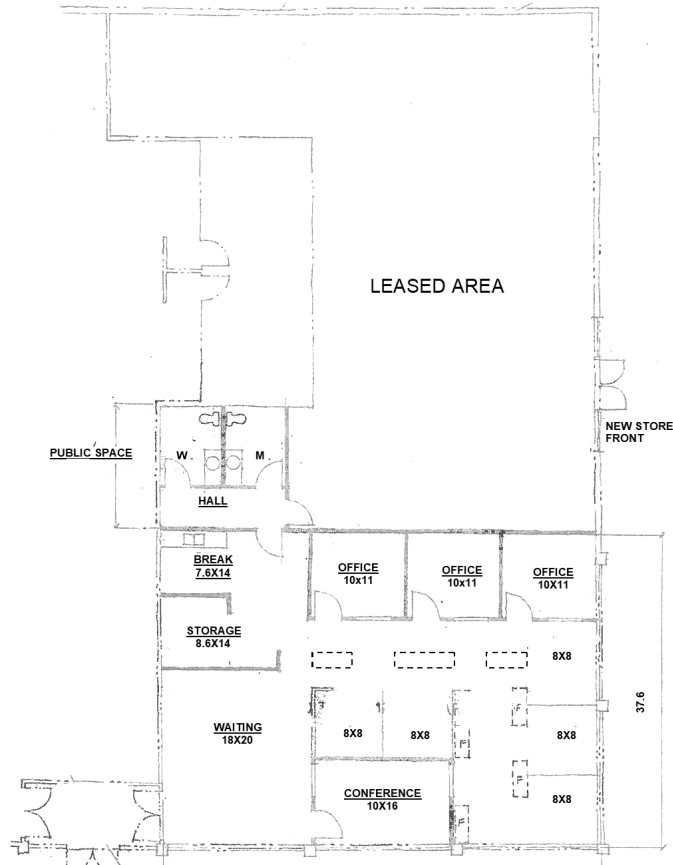 LEASED AREA
NEW STORE
FRONT
PUBLIC SPACE
W.
M.
HALL
BREAK
7.6X14
OFFICE
10x11
OFFICE
10x11
OFFICE
10X11
STORAGE
8.6X14
8X8
37.6
WAITING
18X20
8X8
8X8
8X8
F
F
F
CONFERENCE
10X16
8X8
F